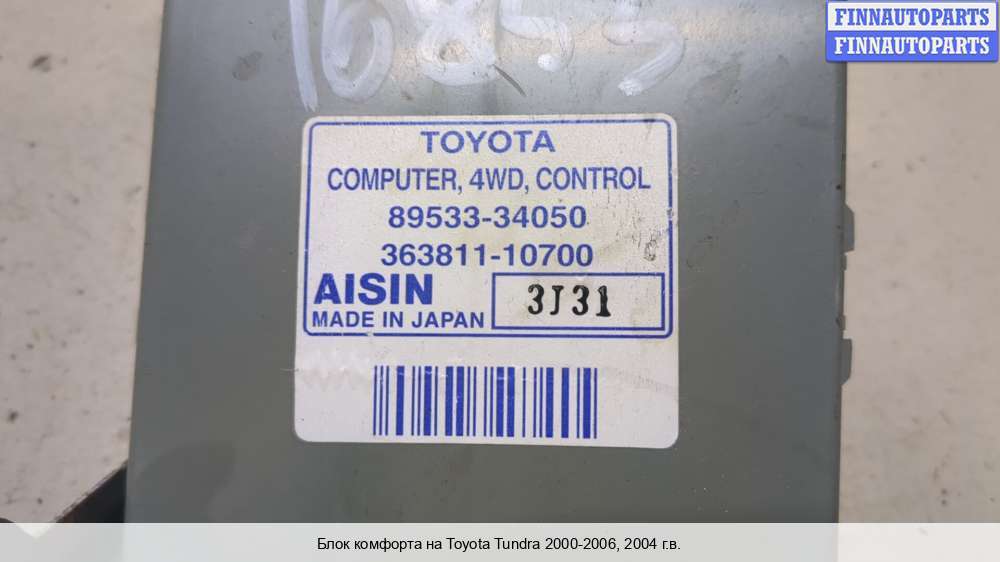 FINNAUTOPARTS
FINNAUTOPARTS
16853
TOYOTA
COMPUTER, 4WD, CONTROL
89533-34050
363811-10700
AISIN
3J31
MADE IN JAPAN
Блок комфорта на Toyota Tundra 2000-2006, 2004 г.в.